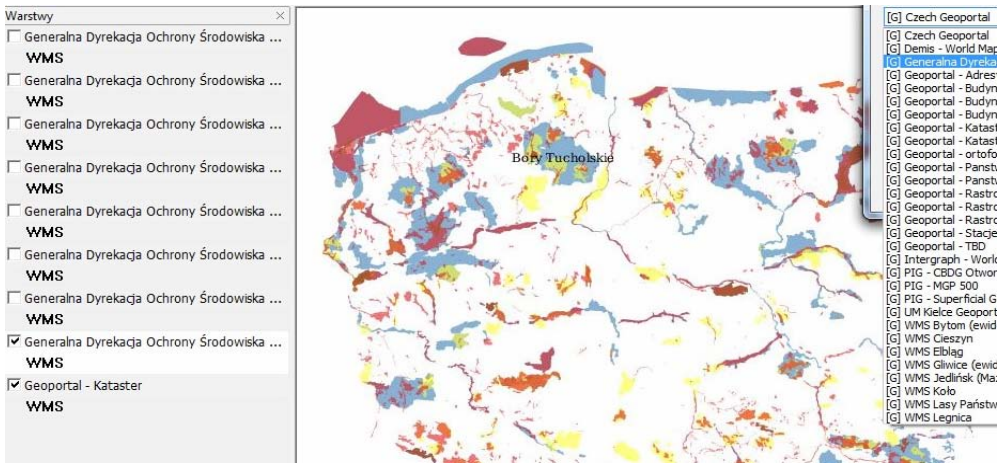 Warstwy
Generalna Dyrekacja Ochrony Środowiska ...
WMS
Generalna Dyrekacja Ochrony Środowiska ...
WMS
Generalna Dyrekacja Ochrony Środowiska ...
WMS
Generalna Dyrekacja Ochrony Środowiska ...
WMS
Generalna Dyrekacja Ochrony Środowiska ...
WMS
Generalna Dyrekacja Ochrony Środowiska ...
WMS
Generalna Dyrekacja Ochrony Środowiska ...
WMS
Generalna Dyrekacja Ochrony Środowiska ...
WMS
Geoportal - Kataster
WMS
Bory Tucholskie
[G] Czech Geoportal
[G] Czech Geoportal
[G] Demis - World Map
[G] Generalna Dyreka
[G] Geoportal - Adres
[G] Geoportal - Budyn
[G] Geoportal - Budyn
[G] Geoportal - Budyn
[G] Geoportal - Katast
[G] Geoportal - Katast
[G] Geoportal - ortofo
[G] Geoportal - Panstw
[G] Geoportal - Panstw
[G] Geoportal - Rastro
[G] Geoportal - Rastro
[G] Geoportal - Rastro
[G] Geoportal - Stacje
[G] Geoportal - TBD
[G] Intergraph - World
[G] PIG - CBDG Otwor
[G] PIG - MGP 500
[G] PIG - Superficial G
[G] UM Kielce Geoport
[G] WMS Bytom (ewid
[G] WMS Cieszyn
[G] WMS Elbląg
[G] WMS Gliwice (ewid
[G] WMS Jedlińsk (Maz
[G] WMS Koło
[G] WMS Lasy Państw
[G] WMS Legnica